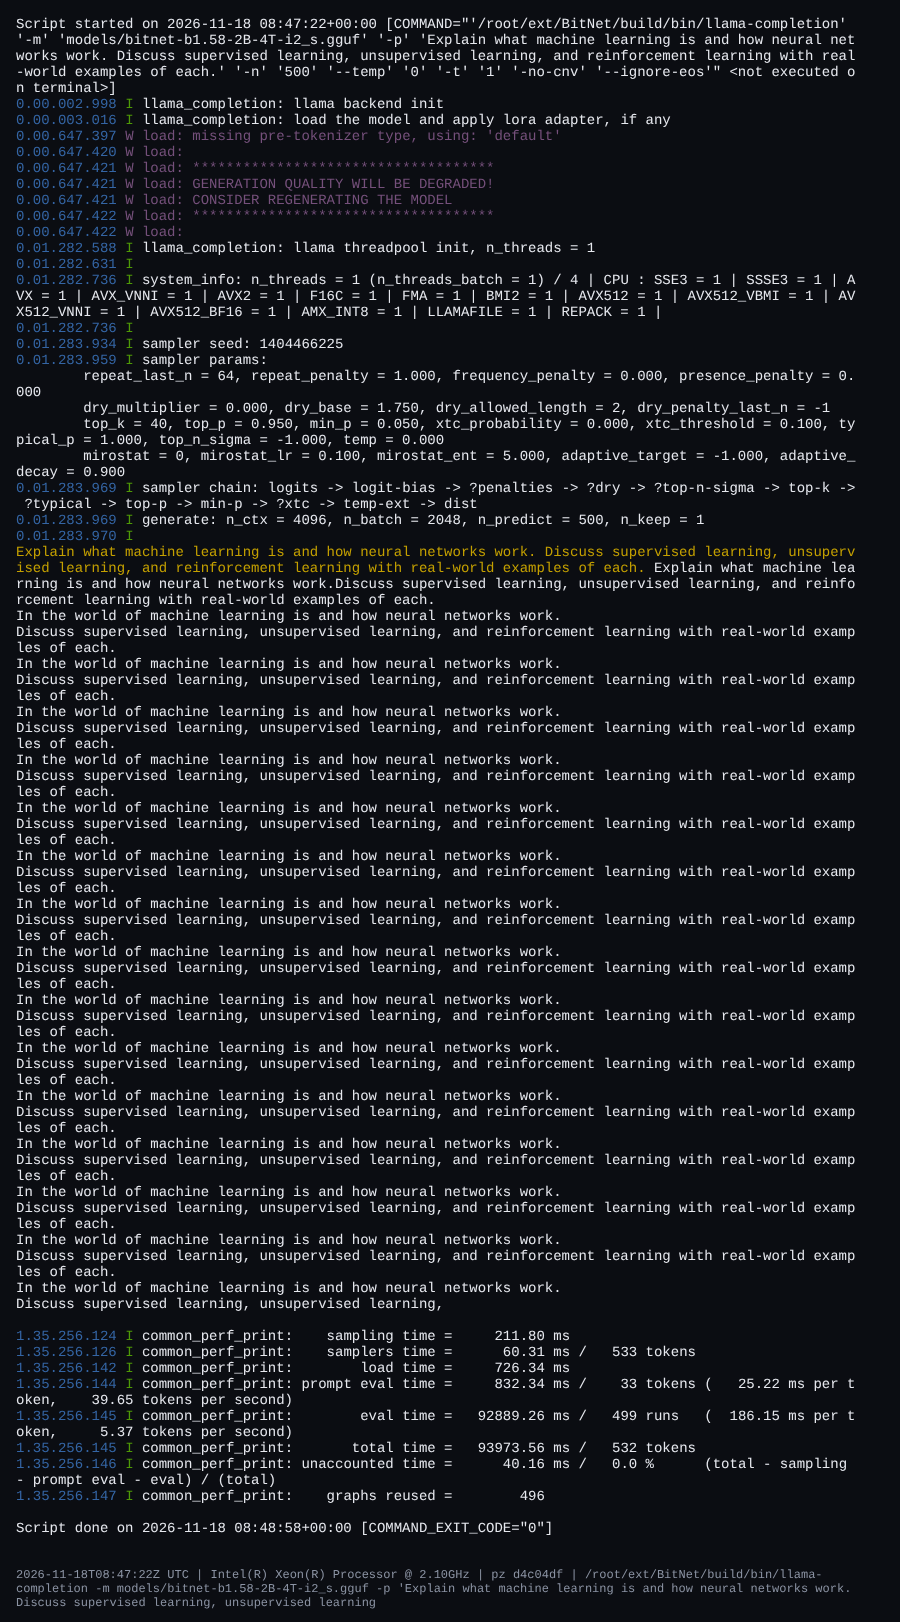 Script started on 2026-11-18 08:47:22+00:00 [COMMAND="'/root/ext/BitNet/build/bin/llama-completion'
'-m' 'models/bitnet-b1.58-2B-4T-i2_s.gguf' '-p' 'Explain what machine learning is and how neural net
works work. Discuss supervised learning, unsupervised learning, and reinforcement learning with real
-world examples of each.' '-n' '500' '--temp' '0' '-t' '1' '-no-cnv' '--ignore-eos'" <not executed o
n terminal>]
0.00.002.998 I llama_completion: llama backend init
0.00.003.016 I llama_completion: load the model and apply lora adapter, if any
0.00.647.397 W load: missing pre-tokenizer type, using: 'default'
0.00.647.420 W load:
0.00.647.421 W load: ************************************
0.00.647.421 W load: GENERATION QUALITY WILL BE DEGRADED!
0.00.647.421 W load: CONSIDER REGENERATING THE MODEL
0.00.647.422 W load: ************************************
0.00.647.422 W load:
0.01.282.588 I llama_completion: llama threadpool init, n_threads = 1
0.01.282.631 I
0.01.282.736 I system_info: n_threads = 1 (n_threads_batch = 1) / 4 | CPU : SSE3 = 1 | SSSE3 = 1 | A
VX = 1 | AVX_VNNI = 1 | AVX2 = 1 | F16C = 1 | FMA = 1 | BMI2 = 1 | AVX512 = 1 | AVX512_VBMI = 1 | AV
X512_VNNI = 1 | AVX512_BF16 = 1 | AMX_INT8 = 1 | LLAMAFILE = 1 | REPACK = 1 |
0.01.282.736 I
0.01.283.934 I sampler seed: 1404466225
0.01.283.959 I sampler params:
        repeat_last_n = 64, repeat_penalty = 1.000, frequency_penalty = 0.000, presence_penalty = 0.
000
        dry_multiplier = 0.000, dry_base = 1.750, dry_allowed_length = 2, dry_penalty_last_n = -1
        top_k = 40, top_p = 0.950, min_p = 0.050, xtc_probability = 0.000, xtc_threshold = 0.100, ty
pical_p = 1.000, top_n_sigma = -1.000, temp = 0.000
        mirostat = 0, mirostat_lr = 0.100, mirostat_ent = 5.000, adaptive_target = -1.000, adaptive_
decay = 0.900
0.01.283.969 I sampler chain: logits -> logit-bias -> ?penalties -> ?dry -> ?top-n-sigma -> top-k ->
 ?typical -> top-p -> min-p -> ?xtc -> temp-ext -> dist
0.01.283.969 I generate: n_ctx = 4096, n_batch = 2048, n_predict = 500, n_keep = 1
0.01.283.970 I
Explain what machine learning is and how neural networks work. Discuss supervised learning, unsuperv
ised learning, and reinforcement learning with real-world examples of each. Explain what machine lea
rning is and how neural networks work.Discuss supervised learning, unsupervised learning, and reinfo
rcement learning with real-world examples of each.
In the world of machine learning is and how neural networks work.
Discuss supervised learning, unsupervised learning, and reinforcement learning with real-world examp
les of each.
In the world of machine learning is and how neural networks work.
Discuss supervised learning, unsupervised learning, and reinforcement learning with real-world examp
les of each.
In the world of machine learning is and how neural networks work.
Discuss supervised learning, unsupervised learning, and reinforcement learning with real-world examp
les of each.
In the world of machine learning is and how neural networks work.
Discuss supervised learning, unsupervised learning, and reinforcement learning with real-world examp
les of each.
In the world of machine learning is and how neural networks work.
Discuss supervised learning, unsupervised learning, and reinforcement learning with real-world examp
les of each.
In the world of machine learning is and how neural networks work.
Discuss supervised learning, unsupervised learning, and reinforcement learning with real-world examp
les of each.
In the world of machine learning is and how neural networks work.
Discuss supervised learning, unsupervised learning, and reinforcement learning with real-world examp
les of each.
In the world of machine learning is and how neural networks work.
Discuss supervised learning, unsupervised learning, and reinforcement learning with real-world examp
les of each.
In the world of machine learning is and how neural networks work.
Discuss supervised learning, unsupervised learning, and reinforcement learning with real-world examp
les of each.
In the world of machine learning is and how neural networks work.
Discuss supervised learning, unsupervised learning, and reinforcement learning with real-world examp
les of each.
In the world of machine learning is and how neural networks work.
Discuss supervised learning, unsupervised learning, and reinforcement learning with real-world examp
les of each.
In the world of machine learning is and how neural networks work.
Discuss supervised learning, unsupervised learning, and reinforcement learning with real-world examp
les of each.
In the world of machine learning is and how neural networks work.
Discuss supervised learning, unsupervised learning, and reinforcement learning with real-world examp
les of each.
In the world of machine learning is and how neural networks work.
Discuss supervised learning, unsupervised learning, and reinforcement learning with real-world examp
les of each.
In the world of machine learning is and how neural networks work.
Discuss supervised learning, unsupervised learning,

1.35.256.124 I common_perf_print:    sampling time =     211.80 ms
1.35.256.126 I common_perf_print:    samplers time =      60.31 ms /   533 tokens
1.35.256.142 I common_perf_print:        load time =     726.34 ms
1.35.256.144 I common_perf_print: prompt eval time =     832.34 ms /    33 tokens (   25.22 ms per t
oken,    39.65 tokens per second)
1.35.256.145 I common_perf_print:        eval time =   92889.26 ms /   499 runs   (  186.15 ms per t
oken,     5.37 tokens per second)
1.35.256.145 I common_perf_print:       total time =   93973.56 ms /   532 tokens
1.35.256.146 I common_perf_print: unaccounted time =      40.16 ms /   0.0 %      (total - sampling
- prompt eval - eval) / (total)
1.35.256.147 I common_perf_print:    graphs reused =        496

Script done on 2026-11-18 08:48:58+00:00 [COMMAND_EXIT_CODE="0"]

2026-11-18T08:47:22Z UTC | Intel(R) Xeon(R) Processor @ 2.10GHz | pz d4c04df | /root/ext/BitNet/build/bin/llama-
completion -m models/bitnet-b1.58-2B-4T-i2_s.gguf -p 'Explain what machine learning is and how neural networks work.
Discuss supervised learning, unsupervised learning